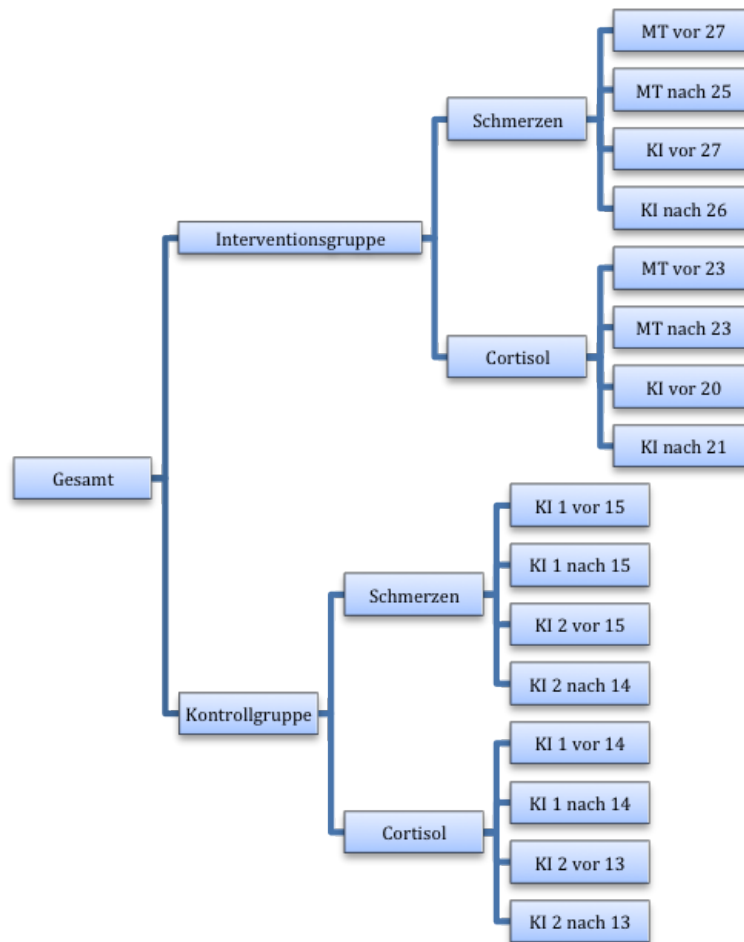 MT vor 27
MT nach 25
Schmerzen
KI vor 27
KI nach 26
Interventionsgruppe
MT vor 23
MT nach 23
Cortisol
KI vor 20
KI nach 21
Gesamt
KI 1 vor 15
KI 1 nach 15
Schmerzen
KI 2 vor 15
KI 2 nach 14
Kontrollgruppe
KI 1 vor 14
KI 1 nach 14
Cortisol
KI 2 vor 13
KI 2 nach 13